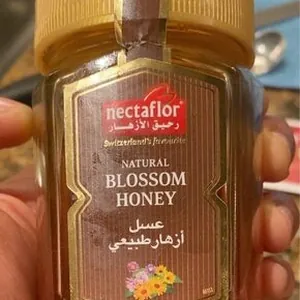 nectaflor®
رحيق الأزهار
Switzerland's favourite
NATURAL
BLOSSOM
HONEY
عسل
أزهار طبيعي